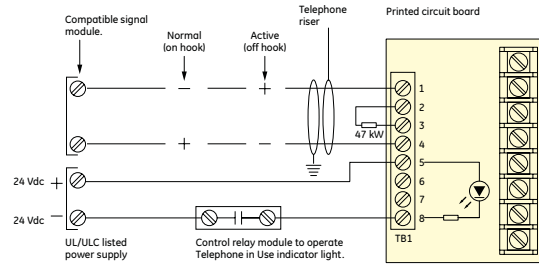 Compatible signal
module.
Normal
(on hook)
Active
(off hook)
Telephone
riser
Printed circuit board
− + 1
2
47 kW 3
+ − 4
24 Vdc + 5
6
7
24 Vdc − 8
TB1
UL/ULC listed
power supply
Control relay module to operate
Telephone in Use indicator light.